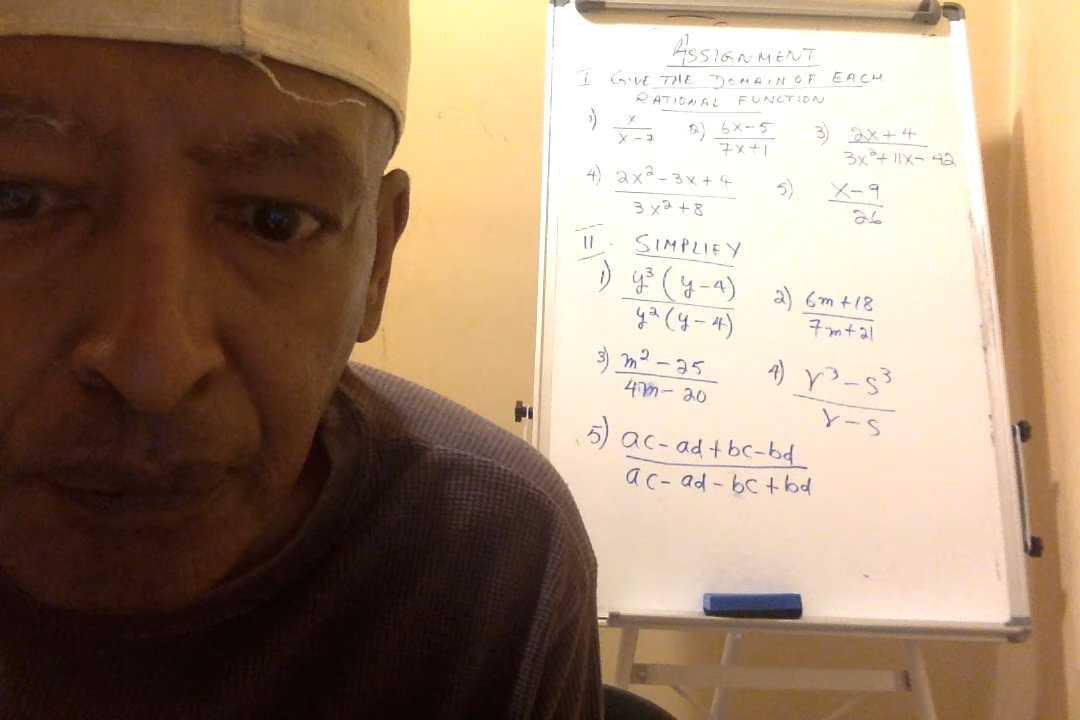 ASSIGNMENT
I GIVE THE DOMAIN OF EACH
RATIONAL FUNCTION
1) x / x-7 2) 6x-5 / 7x+1 3) 2x+4 / 3x²+11x-42
4) 2x²-3x+4 / 3x²+8 5) x-9 / 26
II. SIMPLIFY
1) y³(y-4) / y²(y-4) 2) 6m+18 / 7m+21
3) m²-25 / 4m-20 4) r³-s³ / r-s
5) ac-ad+bc-bd / ac-ad-bc+bd